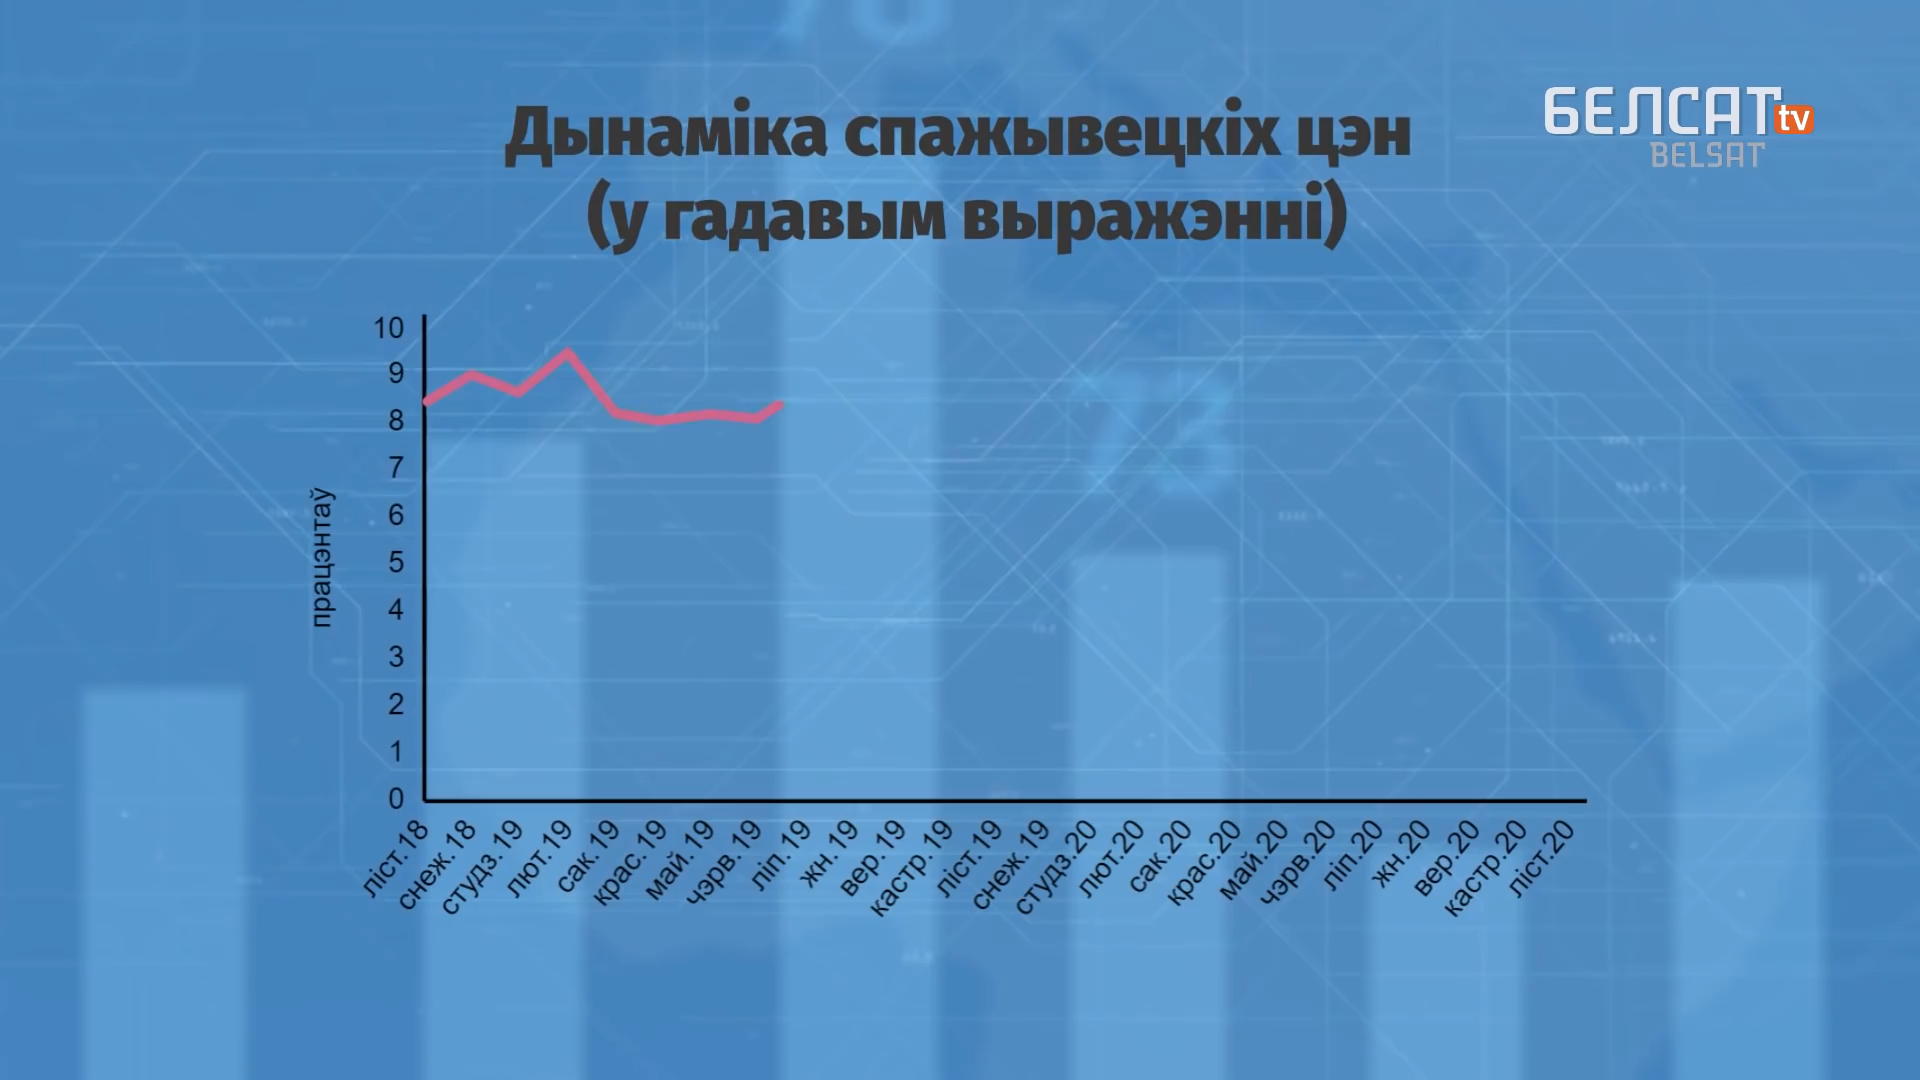 Дынаміка спажывецкіх цэн
(у гадавым выражэнні)
БЕЛСАТ tv
BELSAT
працэнтаў
10
9
8
7
6
5
4
3
2
1
0
ліст.18
снеж.18
студз.19
лют.19
сак.19
крас.19
май.19
чэрв.19
ліп.19
жн.19
вер.19
кастр.19
ліст.19
снеж.19
студз.20
лют.20
сак.20
крас.20
май.20
чэрв.20
ліп.20
жн.20
вер.20
кастр.20
ліст.20
73